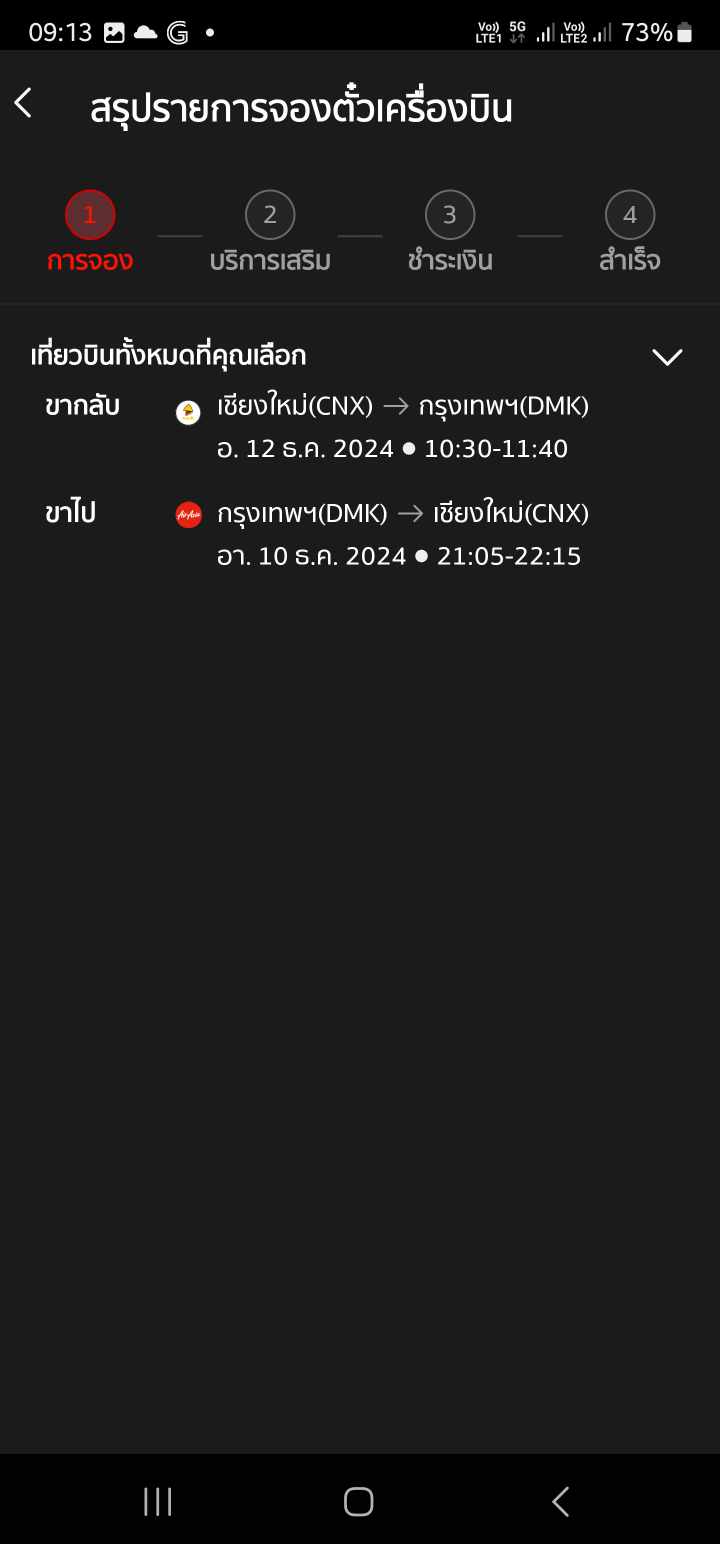 09:13 Vo)) LTE1 5G Vo)) LTE2 73%
สรุปรายการจองตั๋วเครื่องบิน
1 2 3 4
การจอง บริการเสริม ชำระเงิน สำเร็จ
เที่ยวบินทั้งหมดที่คุณเลือก
ขากลับ เชียงใหม่(CNX) → กรุงเทพฯ(DMK)
อ. 12 ธ.ค. 2024 ● 10:30-11:40
ขาไป AirAsia กรุงเทพฯ(DMK) → เชียงใหม่(CNX)
อา. 10 ธ.ค. 2024 ● 21:05-22:15